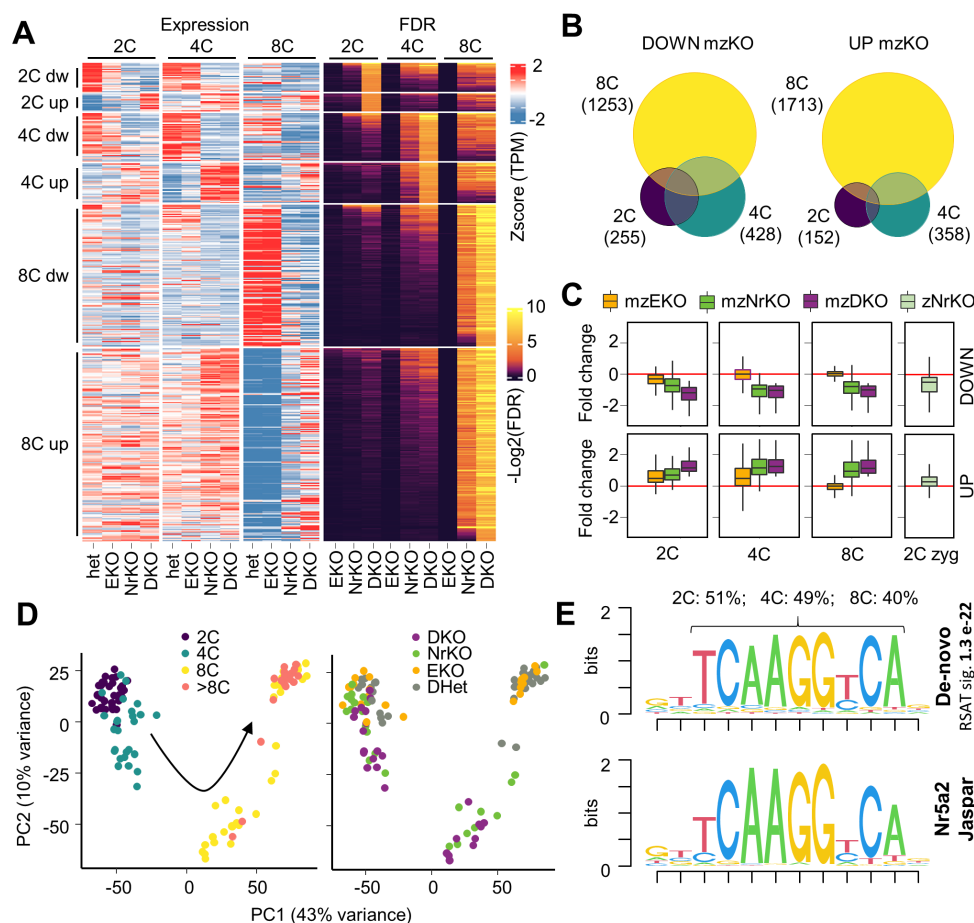 A
Expression
FDR
2C 4C 8C 2C 4C 8C
2C dw
2C up
4C dw
4C up
8C dw
8C up
2
-2
Zscore (TPM)
10
0
-Log2(FDR)
het EKO NrKO DKO het EKO NrKO DKO het EKO NrKO DKO EKO NrKO DKO EKO NrKO DKO EKO NrKO DKO
B
DOWN mzKO
UP mzKO
8C
(1253)
2C
(255)
4C
(428)
8C
(1713)
2C
(152)
4C
(358)
C
mzEKO mzNrKO mzDKO zNrKO
Fold change
2
0
-2
DOWN
Fold change
2
0
-2
UP
2C 4C 8C 2C zyg
D
2C
4C
8C
>8C
DKO
NrKO
EKO
DHet
PC2 (10% variance)
25
0
-25
-50
-50 0 50
-50 0 50
PC1 (43% variance)
E
2C: 51%; 4C: 49%; 8C: 40%
2
bits
0
GTTCAAGGTCA
De-novo
RSAT sig. 1.3 e-22
2
bits
0
GTTCAAGGTCA
Nr5a2
Jaspar